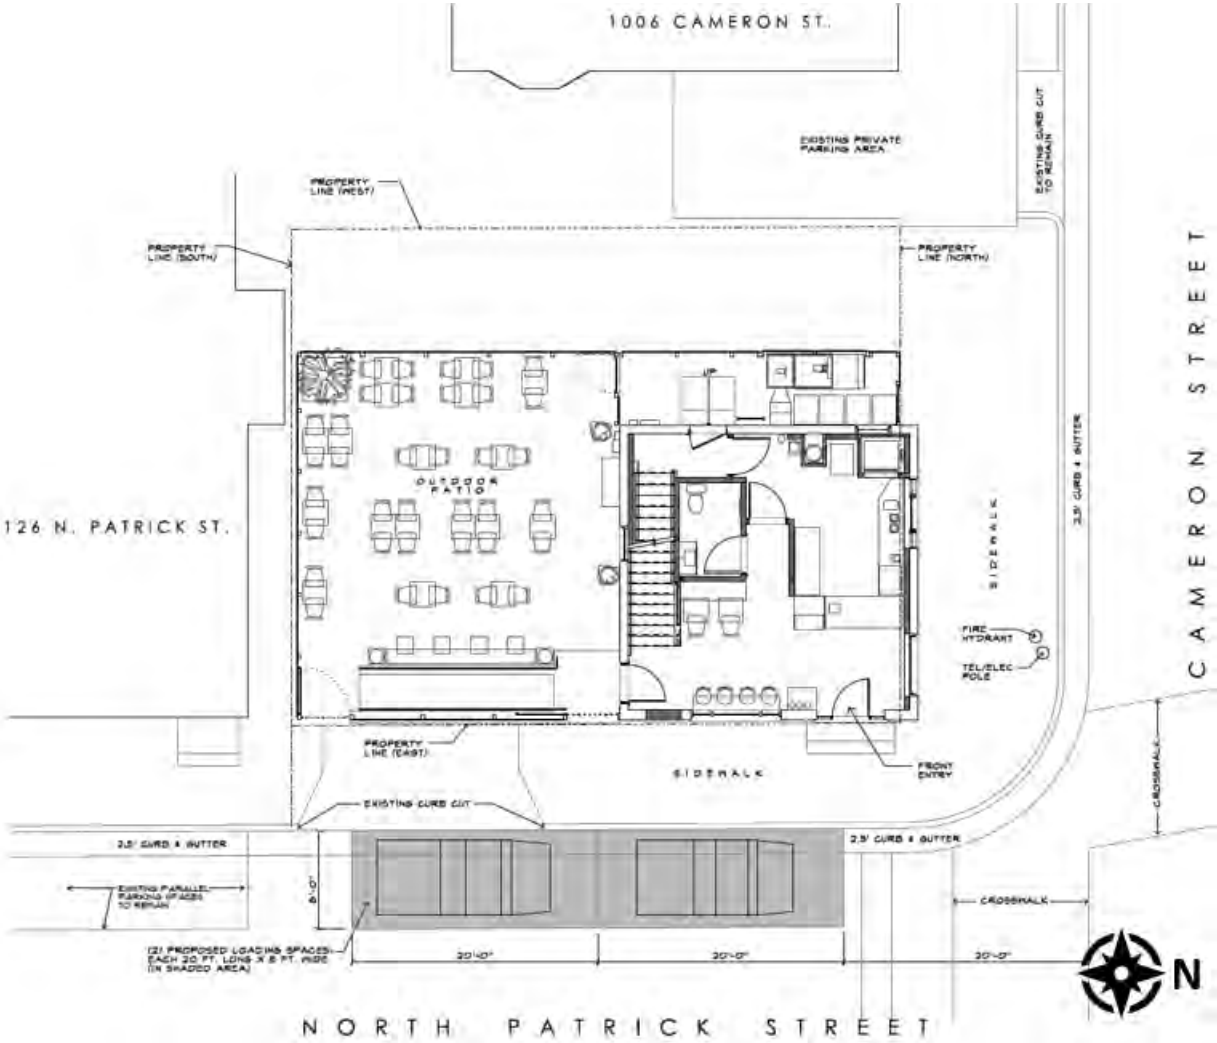 1006 CAMERON ST.
EXISTING PRIVATE
PARKING AREA
EXISTING CURB CUT
TO REMAIN
PROPERTY
LINE (WEST)
PROPERTY
LINE (SOUTH)
PROPERTY
LINE (NORTH)
CAMERON STREET
UP
2.5' CURB & GUTTER
OUTDOOR
PATIO
126 N. PATRICK ST.
SIDEWALK
FIRE
HYDRANT
TEL/ELEC
POLE
PROPERTY
LINE (EAST)
SIDEWALK
FRONT
ENTRY
CROSSWALK
EXISTING CURB CUT
2.5' CURB & GUTTER
2.5' CURB & GUTTER
EXISTING PARALLEL
PARKING SPACES
TO REMAIN
8'-0"
CROSSWALK
(2) PROPOSED LOADING SPACES
EACH 20 FT. LONG X 8 FT. WIDE
(IN SHADED AREA)
20'-0"
20'-0"
20'-0"
N
NORTH PATRICK STREET